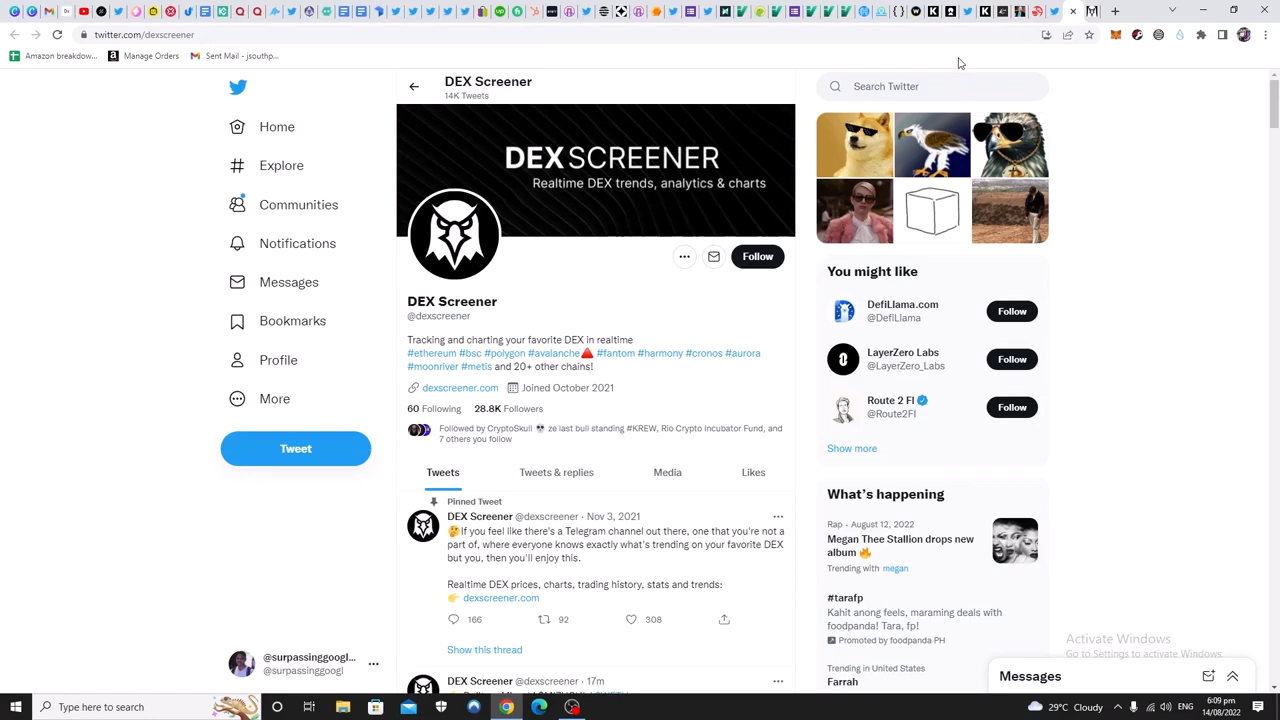 twitter.com/dexscreener
Amazon breakdow...
Manage Orders
Sent Mail - jsouthp...
DEX Screener
14K Tweets
Search Twitter
Home
Explore
Communities
Notifications
Messages
Bookmarks
Profile
More
Tweet
DEX SCREENER
Realtime DEX trends, analytics & charts
Follow
DEX Screener
@dexscreener
Tracking and charting your favorite DEX in realtime
#ethereum #bsc #polygon #avalanche🔺 #fantom #harmony #cronos #aurora
#moonriver #metis and 20+ other chains!
dexscreener.com Joined October 2021
60 Following 28.8K Followers
Followed by CryptoSkull 💀 ze last bull standing #KREW, Rio Crypto Incubator Fund, and
7 others you follow
Tweets Tweets & replies Media Likes
Pinned Tweet
DEX Screener @dexscreener · Nov 3, 2021
🤔If you feel like there's a Telegram channel out there, one that you're not a
part of, where everyone knows exactly what's trending on your favorite DEX
but you, then you'll enjoy this.
Realtime DEX prices, charts, trading history, stats and trends:
👉 dexscreener.com
166 92 308
Show this thread
DEX Screener @dexscreener · 17m
You might like
DefiLlama.com
@DefiLlama
Follow
LayerZero Labs
@LayerZero_Labs
Follow
Route 2 FI
@Route2FI
Follow
Show more
What's happening
Rap · August 12, 2022
Megan Thee Stallion drops new
album 🔥
Trending with megan
#tarafp
Kahit anong feels, maraming deals with
foodpanda! Tara, fp!
Promoted by foodpanda PH
Trending in United States
Farrah
Activate Windows
Go to Settings to activate Windows.
Messages
@surpassinggoogl...
@surpassinggoogl
Type here to search
29°C Cloudy
ENG
6:09 pm
14/08/2022